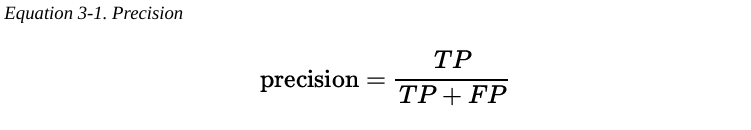 Equation 3-1. Precision
precision = TP / TP + FP